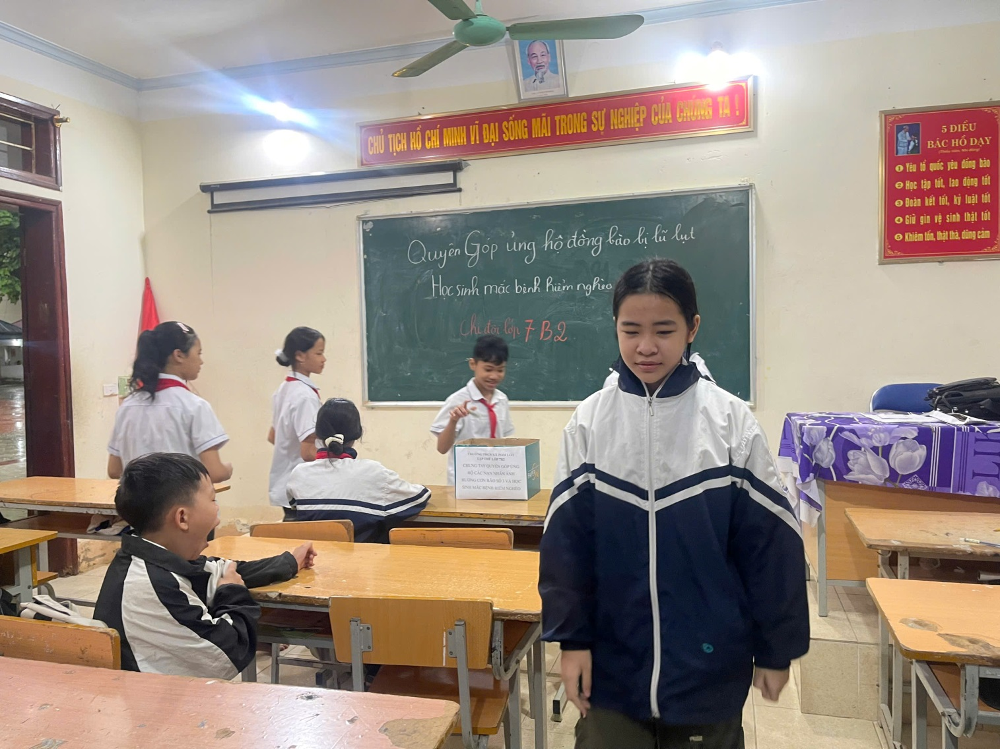 CHỦ TỊCH HỒ CHÍ MINH VĨ ĐẠI SỐNG MÃI TRONG SỰ NGHIỆP CỦA CHÚNG TA !
5 ĐIỀU
BÁC HỒ DẠY
(Thiếu niên, Nhi đồng)
1 Yêu tổ quốc yêu đồng bào
2 Học tập tốt, lao động tốt
3 Đoàn kết tốt, kỷ luật tốt
4 Giữ gìn vệ sinh thật tốt
5 Khiêm tốn, thật thà, dũng cảm
Quyên Góp ủng hộ đồng bào bị lũ lụt
Học sinh mắc bệnh hiểm nghèo
Chi đội lớp 7B2
TẬP THỂ LỚP 7B2
CHUNG TAY QUYÊN GÓP ỦNG
HỘ CÁC NẠN NHÂN ẢNH
HƯỞNG CƠN BÃO SỐ 3 VÀ HỌC
SINH MẮC BỆNH HIỂM NGHÈO